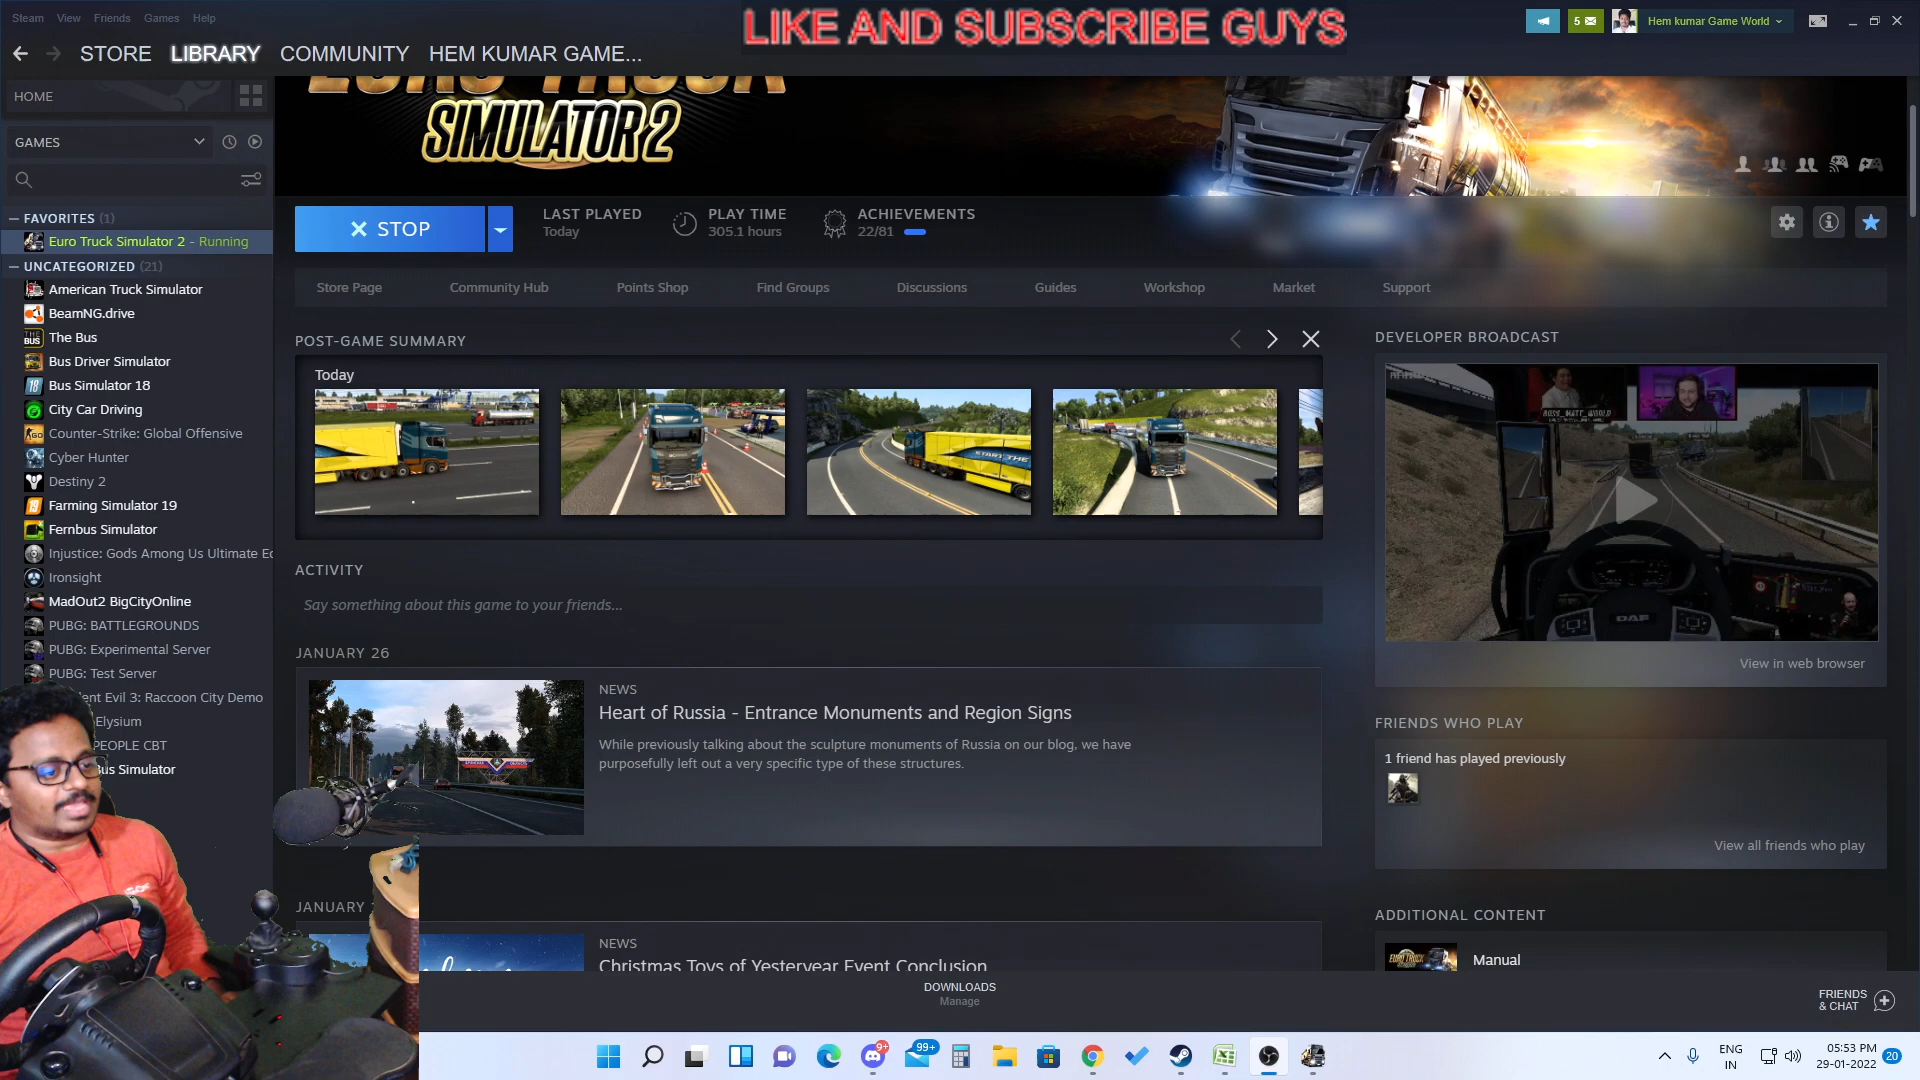 Steam View Friends Games Help
LIKE AND SUBSCRIBE GUYS
5
Hem kumar Game World
STORE LIBRARY COMMUNITY HEM KUMAR GAME...
HOME
GAMES
FAVORITES (1)
Euro Truck Simulator 2 - Running
UNCATEGORIZED (21)
American Truck Simulator
BeamNG.drive
The Bus
Bus Driver Simulator
Bus Simulator 18
City Car Driving
Counter-Strike: Global Offensive
Cyber Hunter
Destiny 2
Farming Simulator 19
Fernbus Simulator
Injustice: Gods Among Us Ultimate Ed
Ironsight
MadOut2 BigCityOnline
PUBG: BATTLEGROUNDS
PUBG: Experimental Server
PUBG: Test Server
ent Evil 3: Raccoon City Demo
Elysium
PEOPLE CBT
us Simulator
EURO TRUCK
SIMULATOR 2
STOP
LAST PLAYED
Today
PLAY TIME
305.1 hours
ACHIEVEMENTS
22/81
Store Page Community Hub Points Shop Find Groups Discussions Guides Workshop Market Support
POST-GAME SUMMARY
Today
START THE
ACTIVITY
Say something about this game to your friends...
JANUARY 26
NEWS
Heart of Russia - Entrance Monuments and Region Signs
While previously talking about the sculpture monuments of Russia on our blog, we have
purposefully left out a very specific type of these structures.
JANUARY
NEWS
Christmas Toys of Yesteryear Event Conclusion
DEVELOPER BROADCAST
BOSS_MATT_WORLD
DAF
View in web browser
FRIENDS WHO PLAY
1 friend has played previously
View all friends who play
ADDITIONAL CONTENT
Manual
DOWNLOADS
Manage
FRIENDS
& CHAT
9+
99+
ENG
IN
05:53 PM
29-01-2022
20